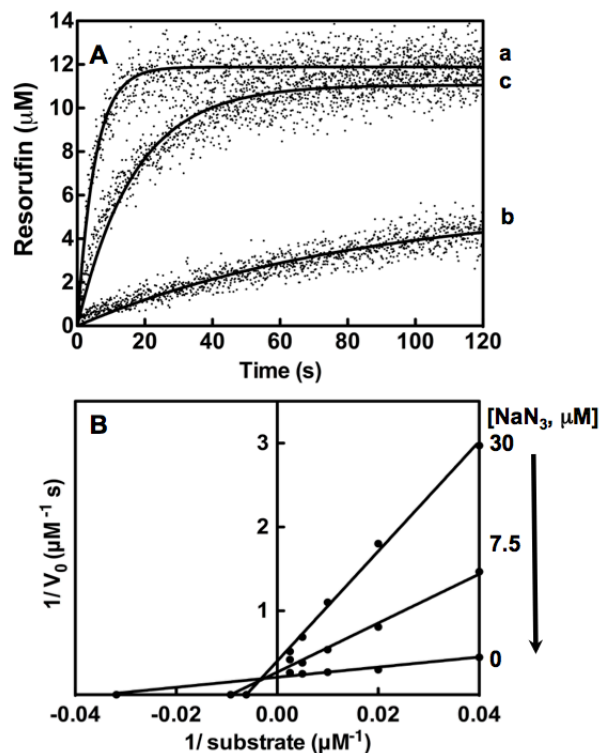 A
Resorufin (µM)
14
12
10
8
6
4
2
0
0 20 40 60 80 100 120
Time (s)
a
c
b
B
[NaN3, µM]
30
7.5
0
1/ V0 (µM-1 s)
3
2
1
-0.04 -0.02 0.00 0.02 0.04
1/ substrate (µM-1)